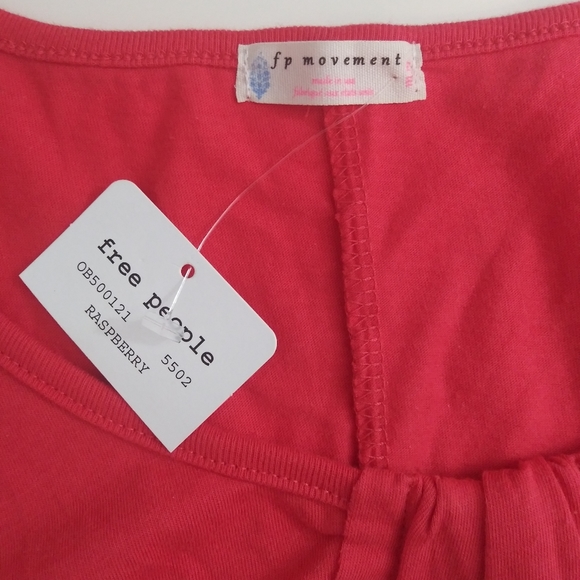 fp movement
made in usa
fabriqué aux états-unis
free people
OB500121 5502
RASPBERRY